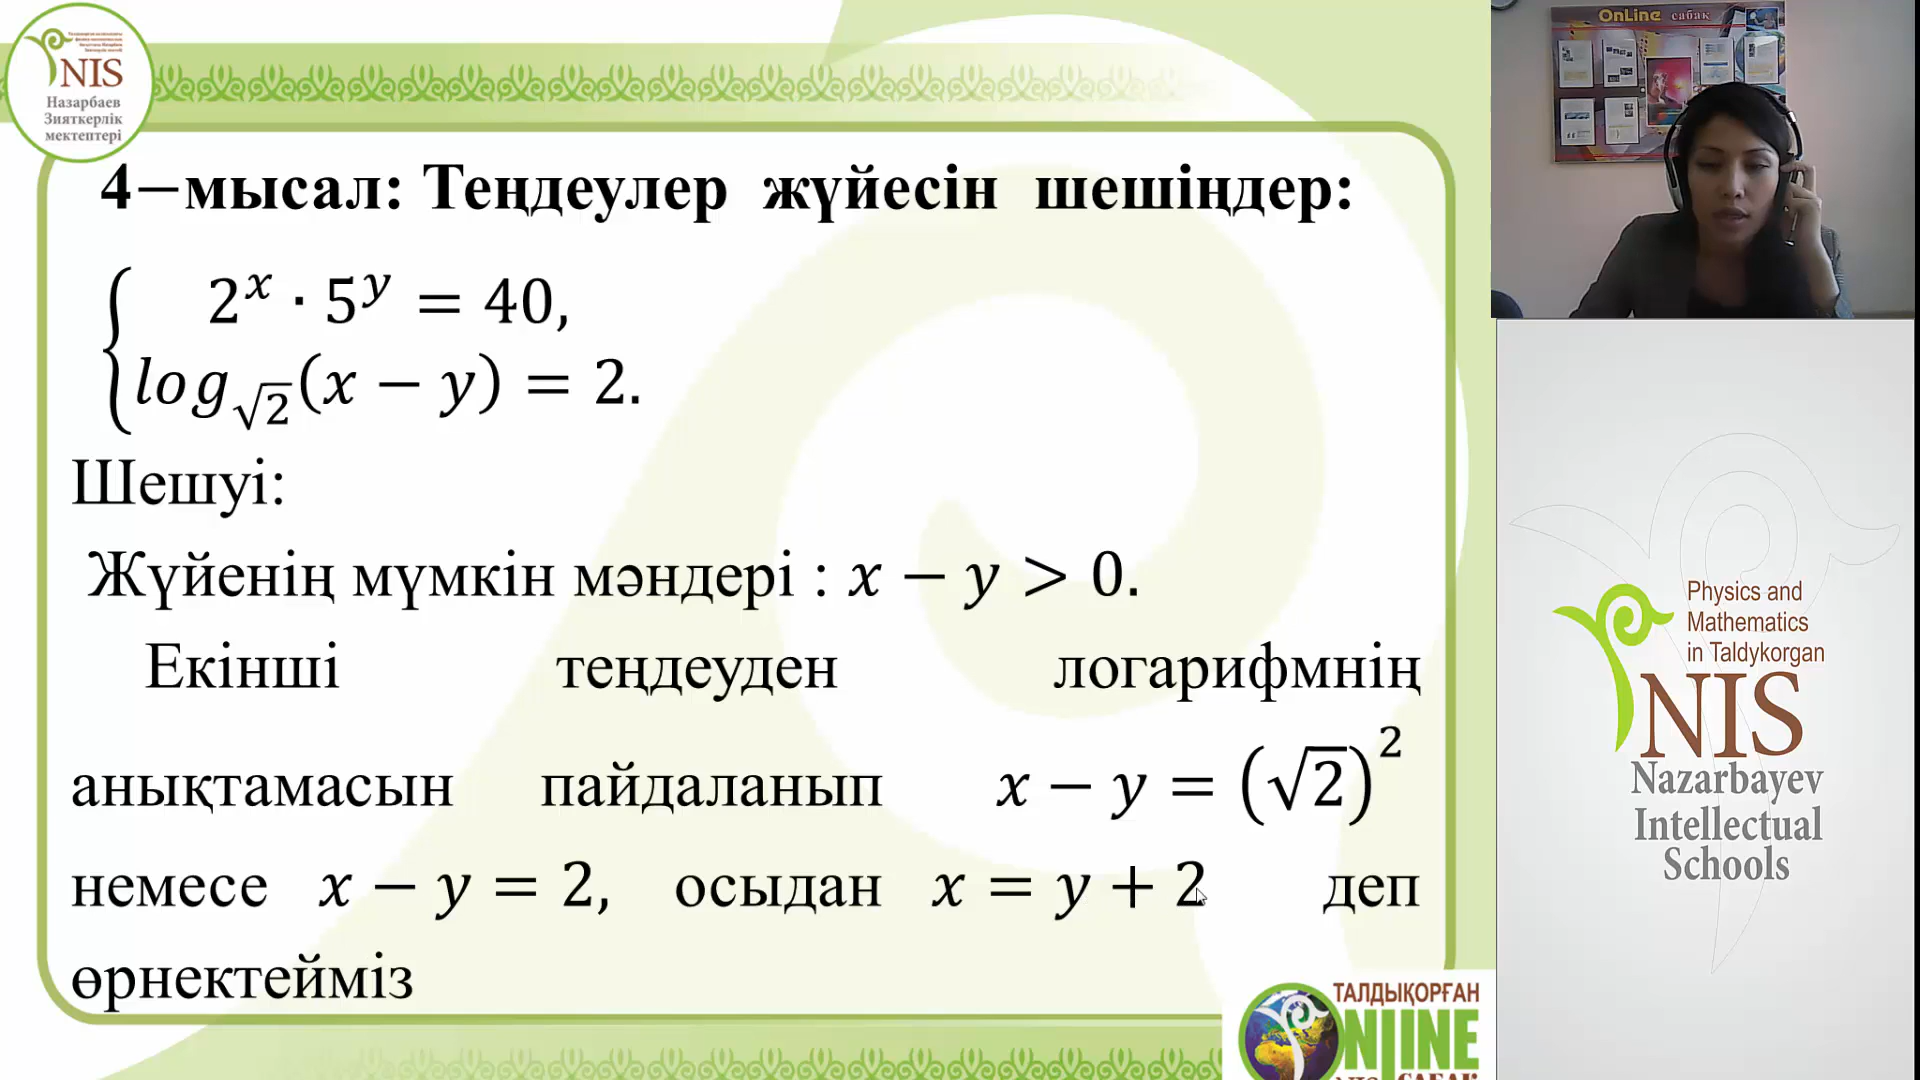 NIS
Назарбаев
Зияткерлік
мектептері
4−мысал: Теңдеулер жүйесін шешіңдер:
2^x · 5^y = 40,
log_√2(x − y) = 2.
Шешуі:
Жүйенің мүмкін мәндері : x − y > 0.
Екінші теңдеуден логарифмнің
анықтамасын пайдаланып x − y = (√2)^2
немесе x − y = 2, осыдан x = y + 2 деп
өрнектейміз
ТАЛДЫҚОРҒАН
ONLINE
OnLine сабақ
Physics and
Mathematics
in Taldykorgan
NIS
Nazarbayev
Intellectual
Schools